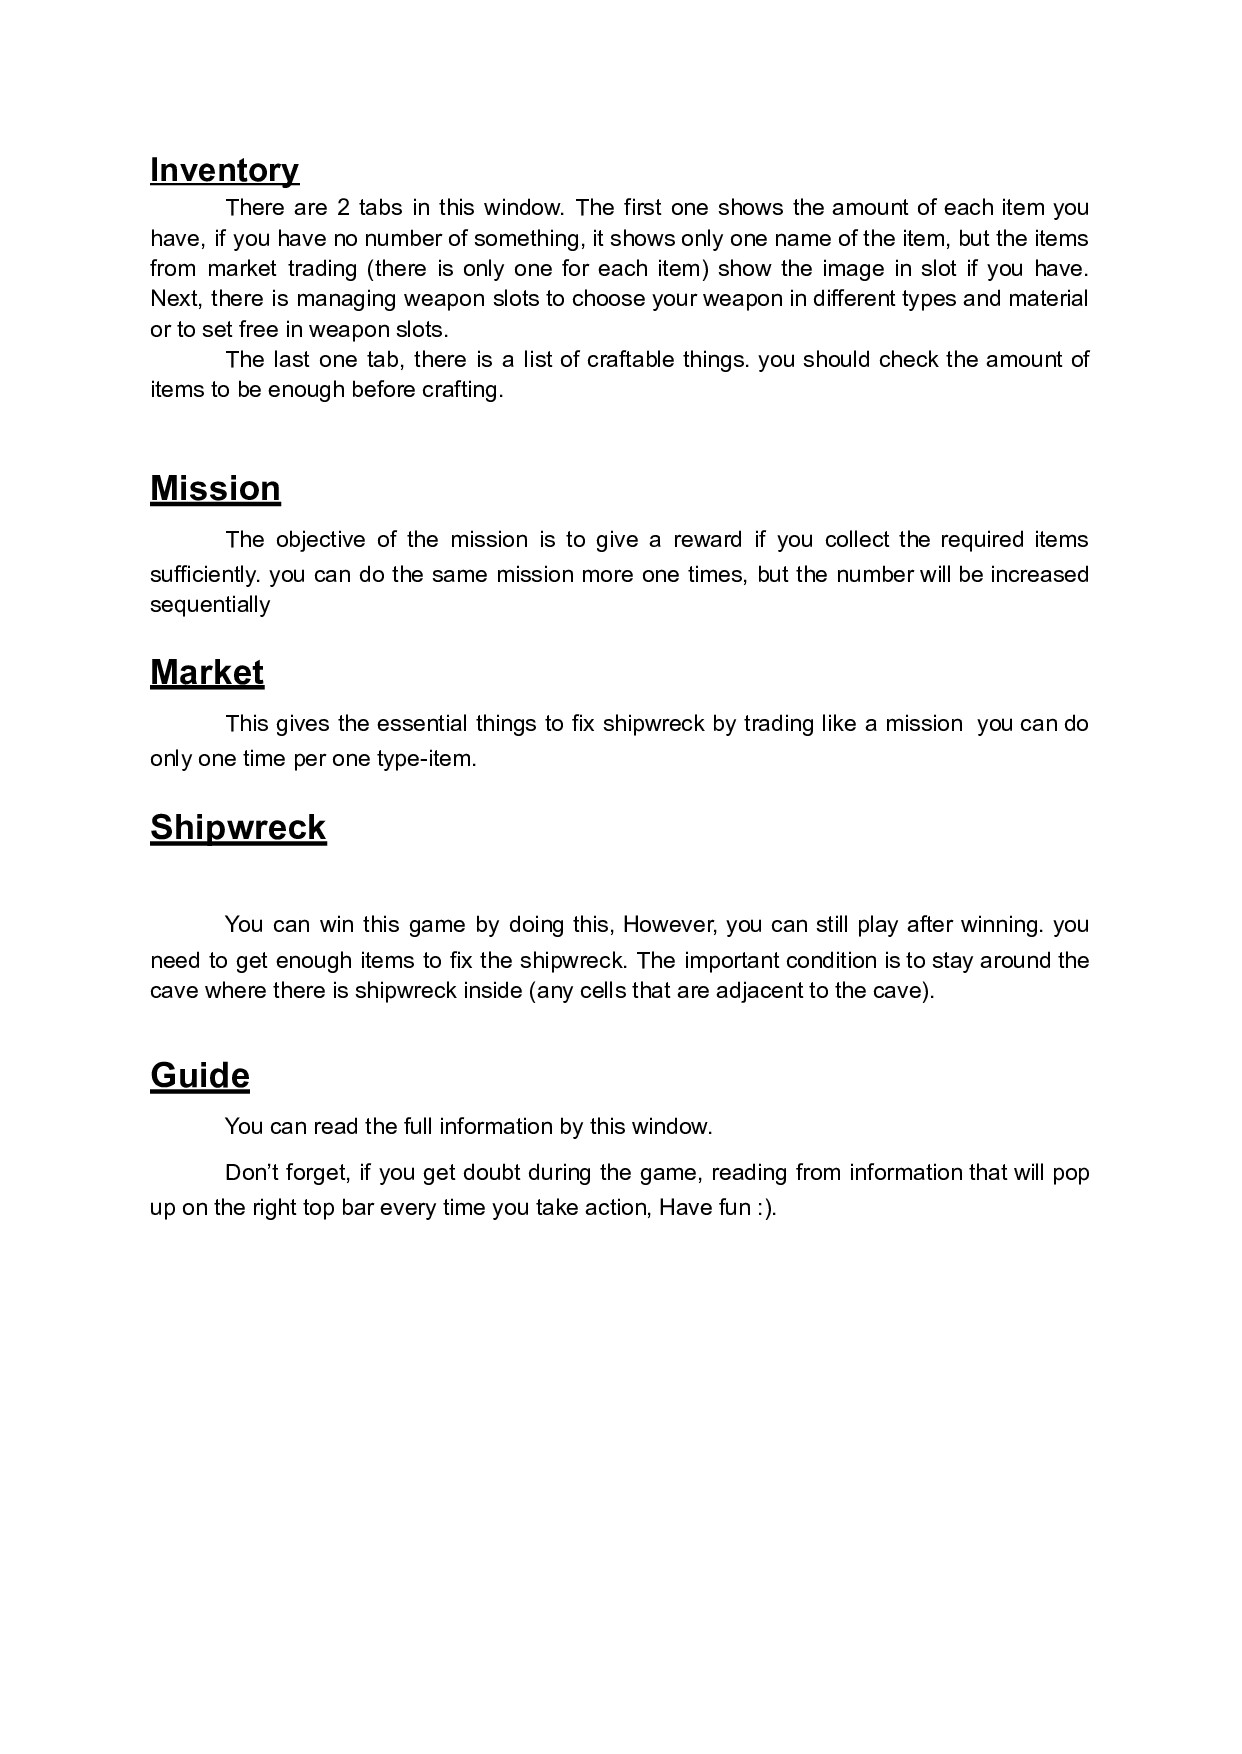 Inventory
There are 2 tabs in this window. The first one shows the amount of each item you
have, if you have no number of something, it shows only one name of the item, but the items
from market trading (there is only one for each item) show the image in slot if you have.
Next, there is managing weapon slots to choose your weapon in different types and material
or to set free in weapon slots.
The last one tab, there is a list of craftable things. you should check the amount of
items to be enough before crafting.
Mission
The objective of the mission is to give a reward if you collect the required items
sufficiently. you can do the same mission more one times, but the number will be increased
sequentially
Market
This gives the essential things to fix shipwreck by trading like a mission  you can do
only one time per one type-item.
Shipwreck
You can win this game by doing this, However, you can still play after winning. you
need to get enough items to fix the shipwreck. The important condition is to stay around the
cave where there is shipwreck inside (any cells that are adjacent to the cave).
Guide
You can read the full information by this window.
Don’t forget, if you get doubt during the game, reading from information that will pop
up on the right top bar every time you take action, Have fun :).